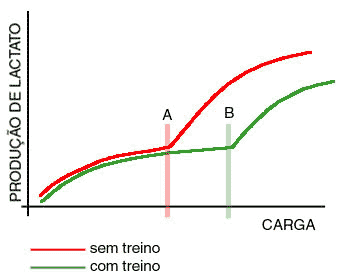 PRODUÇÃO DE LACTATO
A
B
CARGA
sem treino
com treino